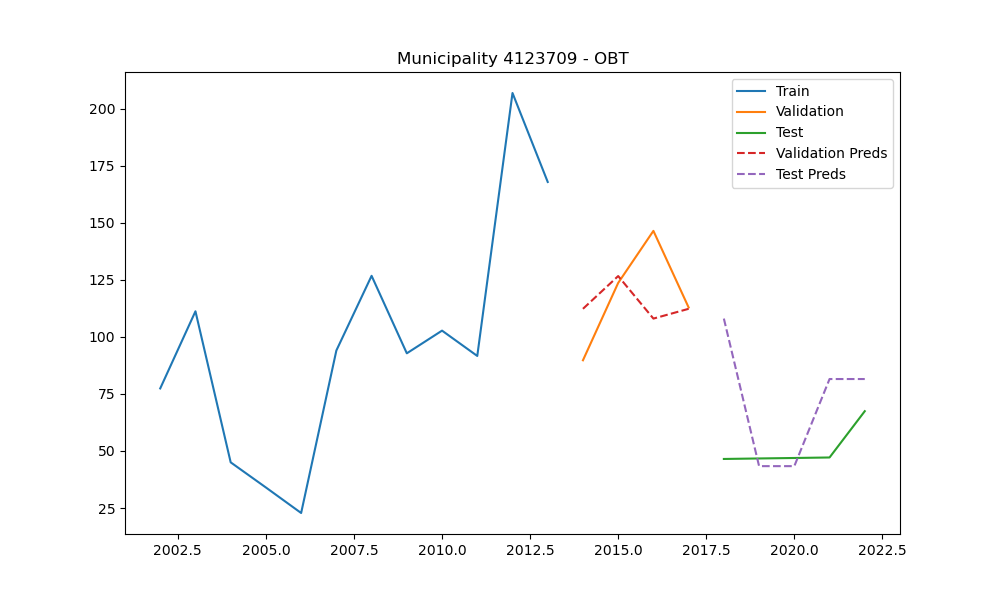 Municipality 4123709 - OBT
Train
Validation
Test
Validation Preds
Test Preds
200
175
150
125
100
75
50
25
2002.5 2005.0 2007.5 2010.0 2012.5 2015.0 2017.5 2020.0 2022.5